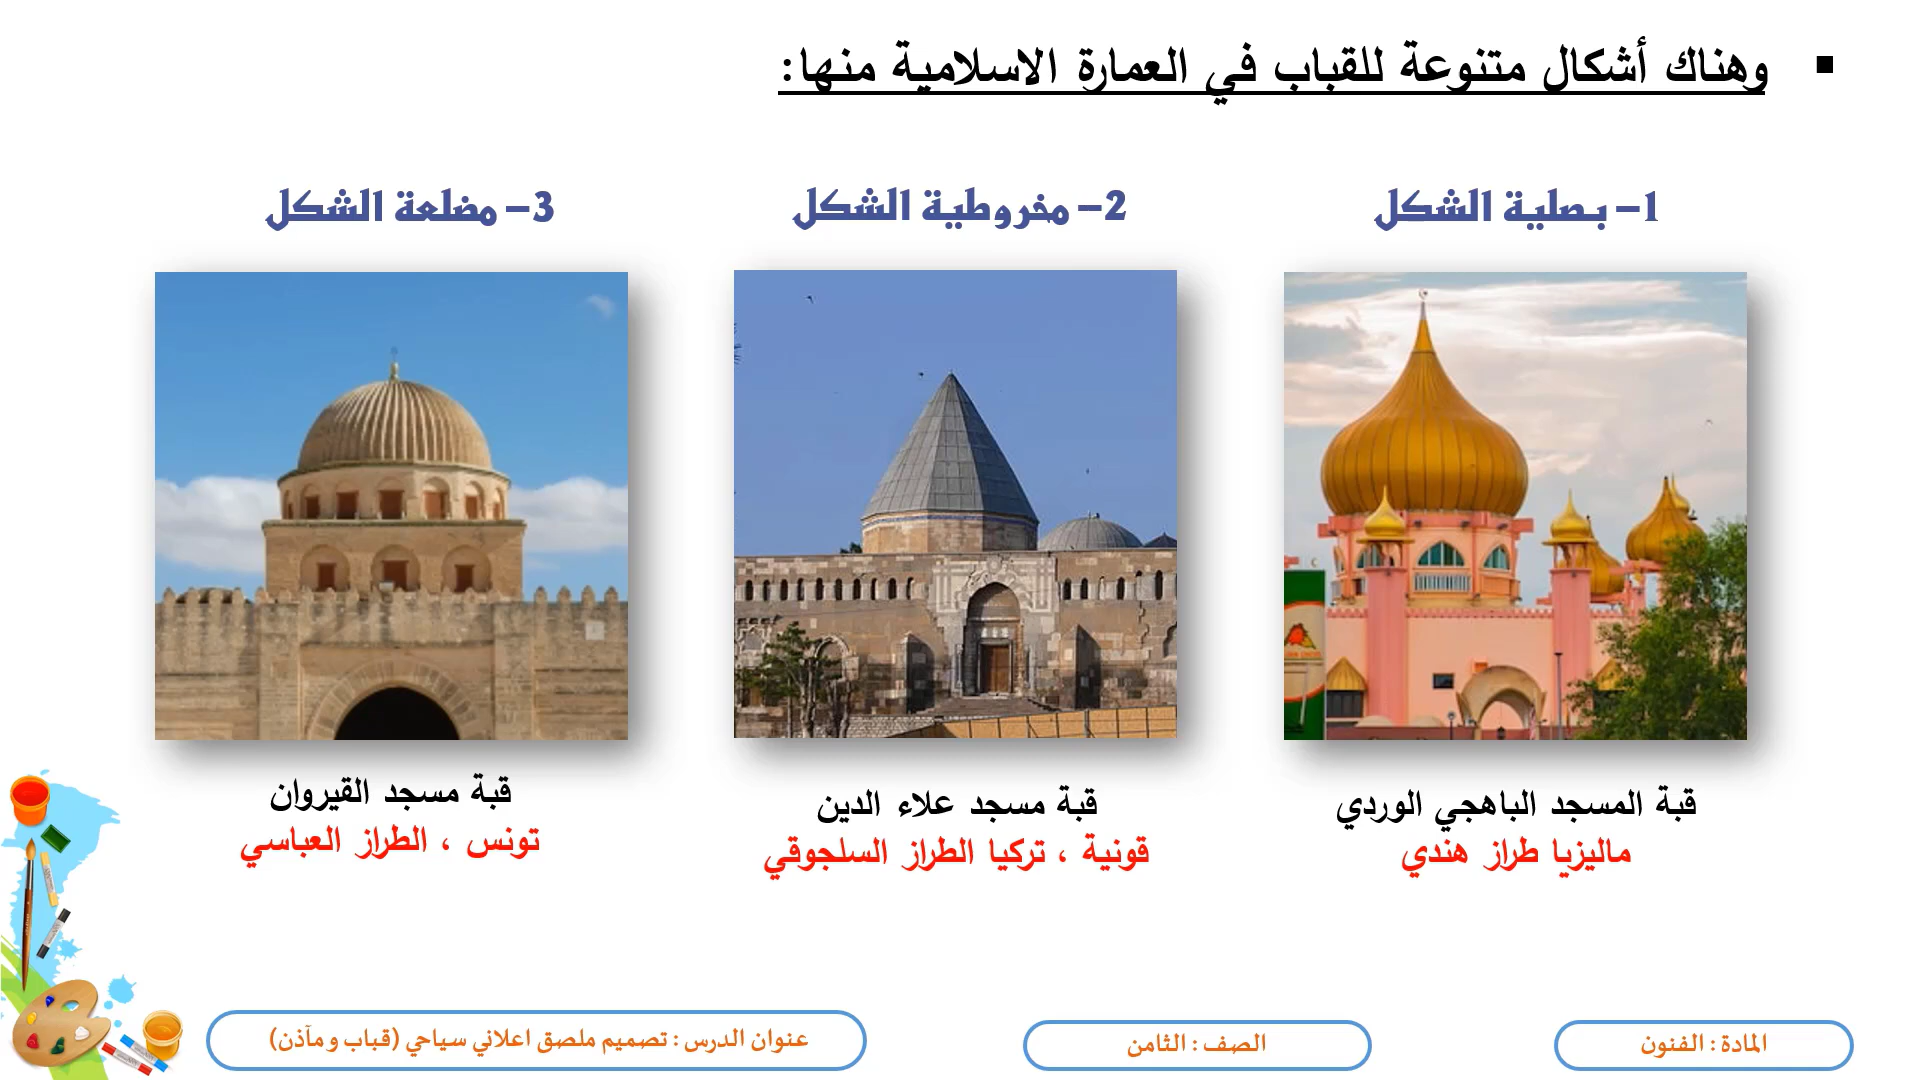 ▪ وهناك أشكال متنوعة للقباب في العمارة الاسلامية منها:
1- بصلية الشكل
2- مخروطية الشكل
3- مضلعة الشكل
قبة المسجد الباهجي الوردي
ماليزيا طراز هندي
قبة مسجد علاء الدين
قونية ، تركيا الطراز السلجوقي
قبة مسجد القيروان
تونس ، الطراز العباسي
المادة : الفنون
الصف : الثامن
عنوان الدرس : تصميم ملصق اعلاني سياحي (قباب و مآذن)